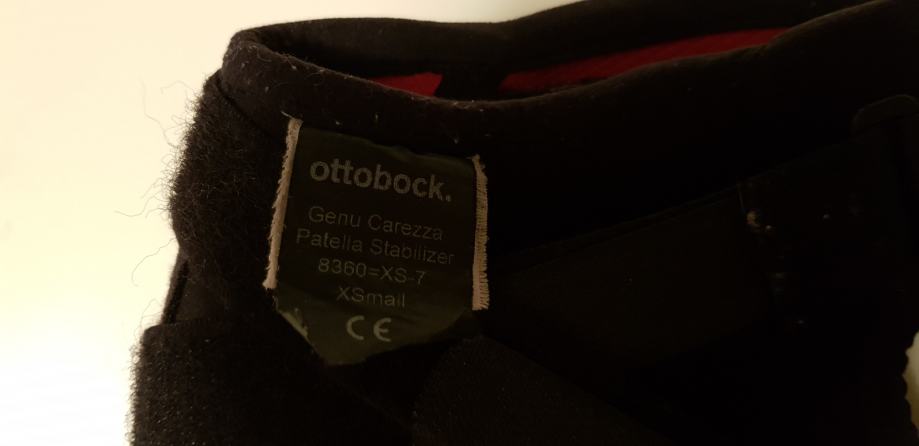 ottobock.
Genu Carezza
Patella Stabilizer
8360=XS-7
XSmall
CE